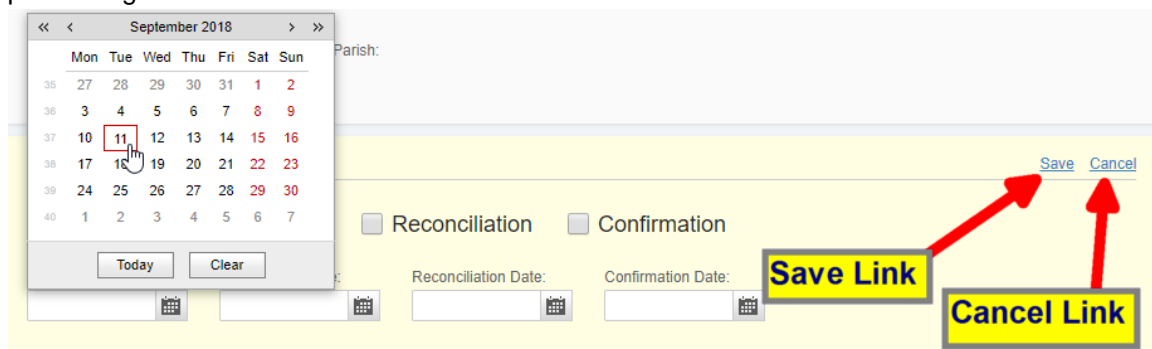 « ‹ September 2018 › »
Mon Tue Wed Thu Fri Sat Sun
35 27 28 29 30 31 1 2
36 3 4 5 6 7 8 9
37 10 11 12 13 14 15 16
38 17 18 19 20 21 22 23
39 24 25 26 27 28 29 30
40 1 2 3 4 5 6 7
Today Clear
Parish:
Save Cancel
Reconciliation Confirmation
Reconciliation Date: Confirmation Date:
Save Link
Cancel Link